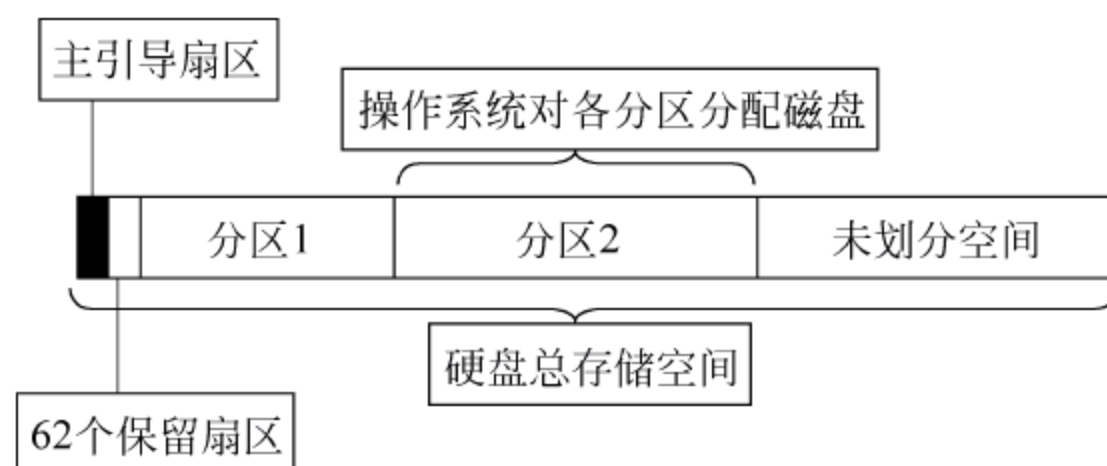 主引导扇区
操作系统对各分区分配磁盘
分区1
分区2
未划分空间
硬盘总存储空间
62个保留扇区